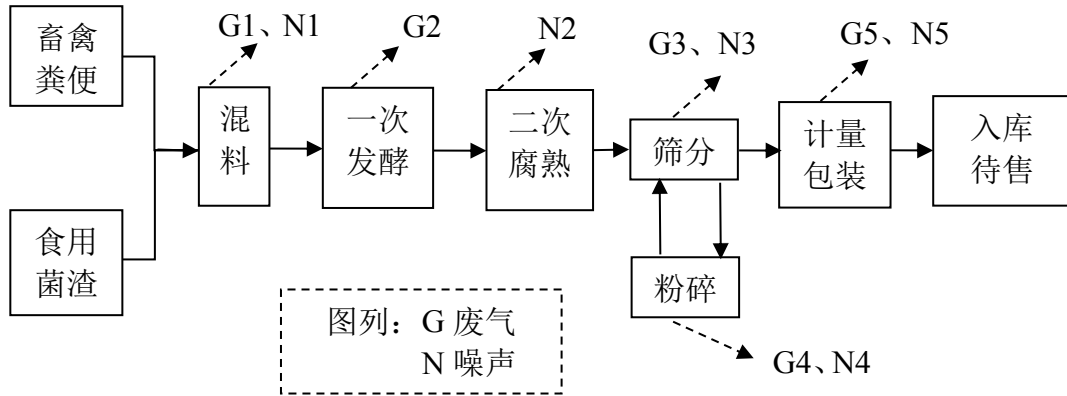 畜禽
粪便
食用
菌渣
G1、N1
混
料
G2
一次
发酵
N2
二次
腐熟
G3、N3
筛分
粉碎
G4、N4
G5、N5
计量
包装
入库
待售
图列：G 废气
N 噪声